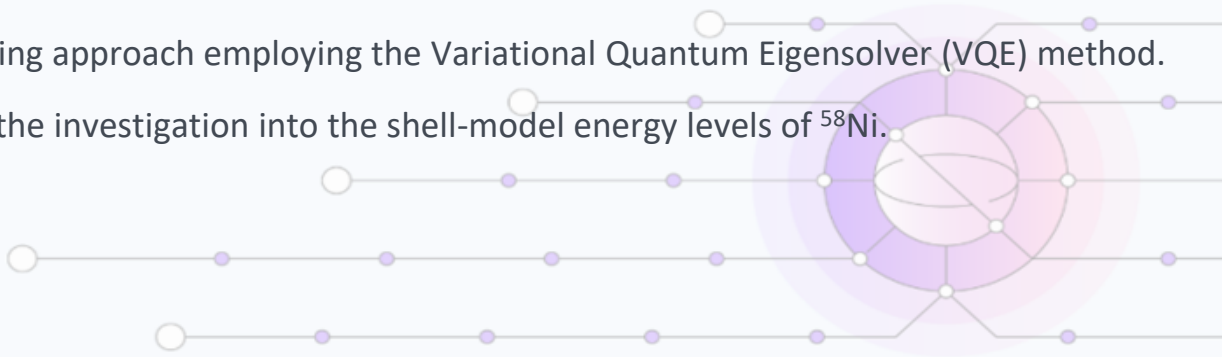 ing approach employing the Variational Quantum Eigensolver (VQE) method.
the investigation into the shell-model energy levels of ⁵⁸Ni.